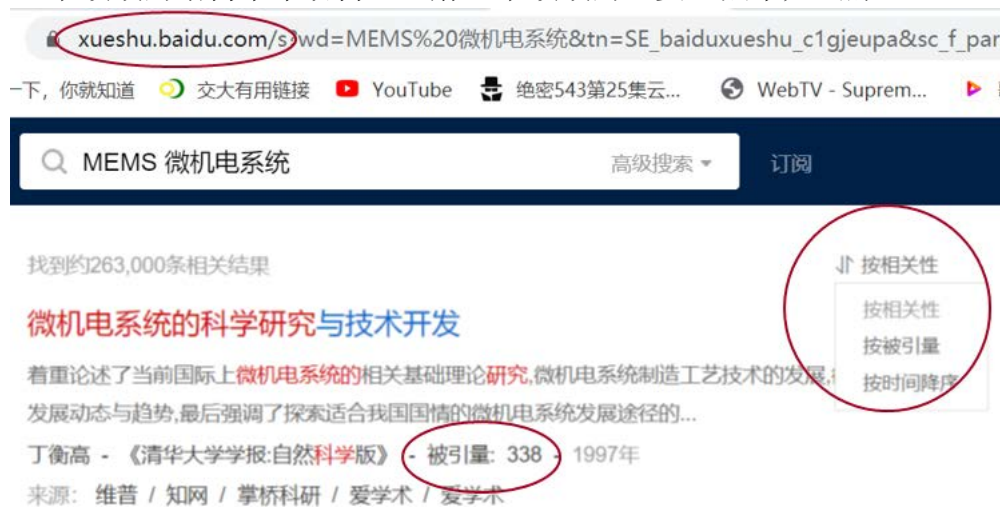 xueshu.baidu.com/s?wd=MEMS%20微机电系统&tn=SE_baiduxueshu_c1gjeupa&sc_f_par
一下，你就知道 交大有用链接 YouTube 绝密543第25集云... WebTV - Suprem...
MEMS 微机电系统 高级搜索 订阅
找到约263,000条相关结果 按相关性
按相关性
微机电系统的科学研究与技术开发
按被引量
着重论述了当前国际上微机电系统的相关基础理论研究,微机电系统制造工艺技术的发展,
按时间降序
发展动态与趋势,最后强调了探索适合我国国情的微机电系统发展途径的...
丁衡高 - 《清华大学学报:自然科学版》 - 被引量: 338 - 1997年
来源: 维普 / 知网 / 掌桥科研 / 爱学术 / 爱学术